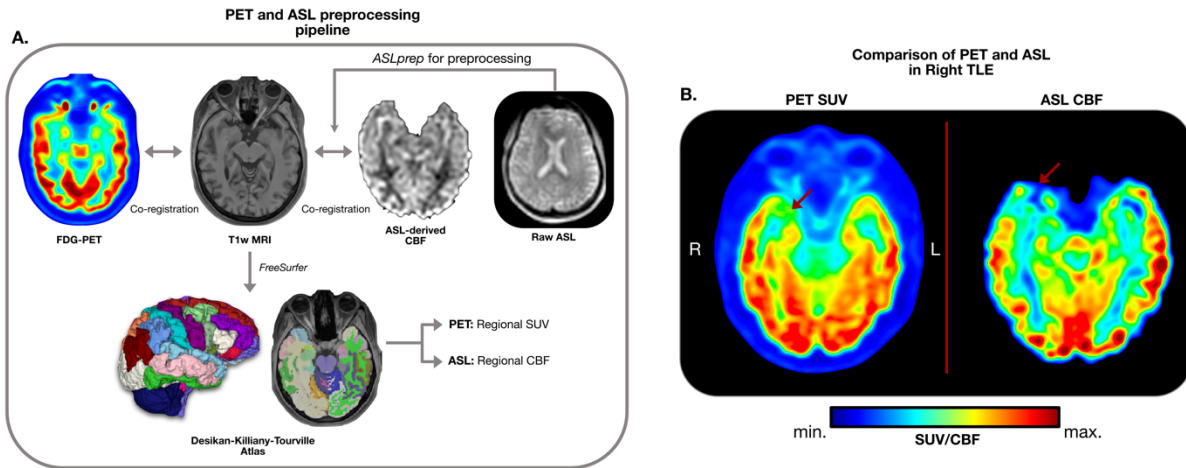 PET and ASL preprocessing
pipeline
A.
ASLprep for preprocessing
Co-registration
Co-registration
FDG-PET
T1w MRI
ASL-derived
CBF
Raw ASL
FreeSurfer
PET: Regional SUV
ASL: Regional CBF
Desikan-Killiany-Tourville
Atlas
Comparison of PET and ASL
in Right TLE
B.
PET SUV
ASL CBF
R
L
min.
max.
SUV/CBF